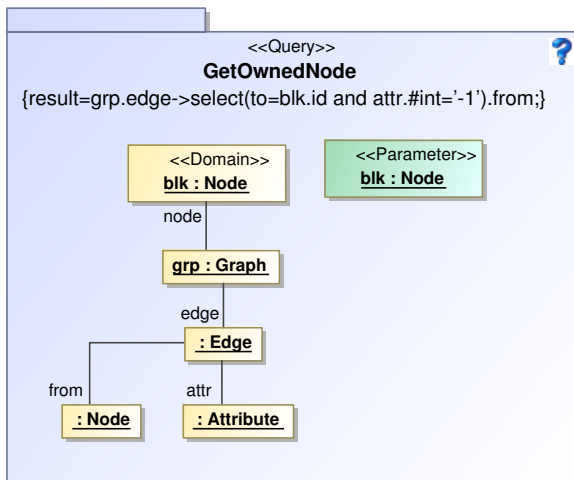 <<Query>>
GetOwnedNode
{result=grp.edge->select(to=blk.id and attr.#int='-1').from;}
<<Domain>>
blk : Node
<<Parameter>>
blk : Node
node
grp : Graph
edge
: Edge
from
attr
: Node
: Attribute